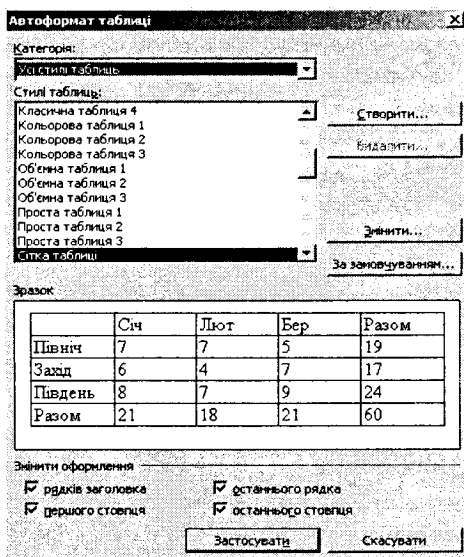 Автоформат таблиці
Категорія:
Усі стилі таблиць
Стилі таблиць:
Класична таблиця 4
Кольорова таблиця 1
Кольорова таблиця 2
Кольорова таблиця 3
Об'ємна таблиця 1
Об'ємна таблиця 2
Об'ємна таблиця 3
Проста таблиця 1
Проста таблиця 2
Проста таблиця 3
Сітка таблиці
Створити...
Видалити...
Змінити...
За замовчуванням...
Зразок
Січ Лют Бер Разом
Північ 7 7 5 19
Захід 6 4 7 17
Південь 8 7 9 24
Разом 21 18 21 60
Змінити оформлення
рядків заголовка останнього рядка
першого стовпця останнього стовпця
Застосувати Скасувати